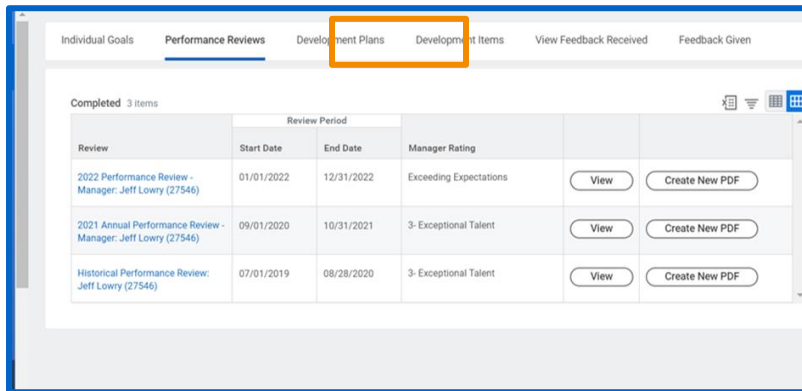 Individual Goals Performance Reviews Development Plans Development Items View Feedback Received Feedback Given
Completed 3 items
Review Period
Review Start Date End Date Manager Rating
2022 Performance Review - 01/01/2022 12/31/2022 Exceeding Expectations View Create New PDF
Manager: Jeff Lowry (27546)
2021 Annual Performance Review - 09/01/2020 10/31/2021 3- Exceptional Talent View Create New PDF
Manager: Jeff Lowry (27546)
Historical Performance Review: 07/01/2019 08/28/2020 3- Exceptional Talent View Create New PDF
Jeff Lowry (27546)